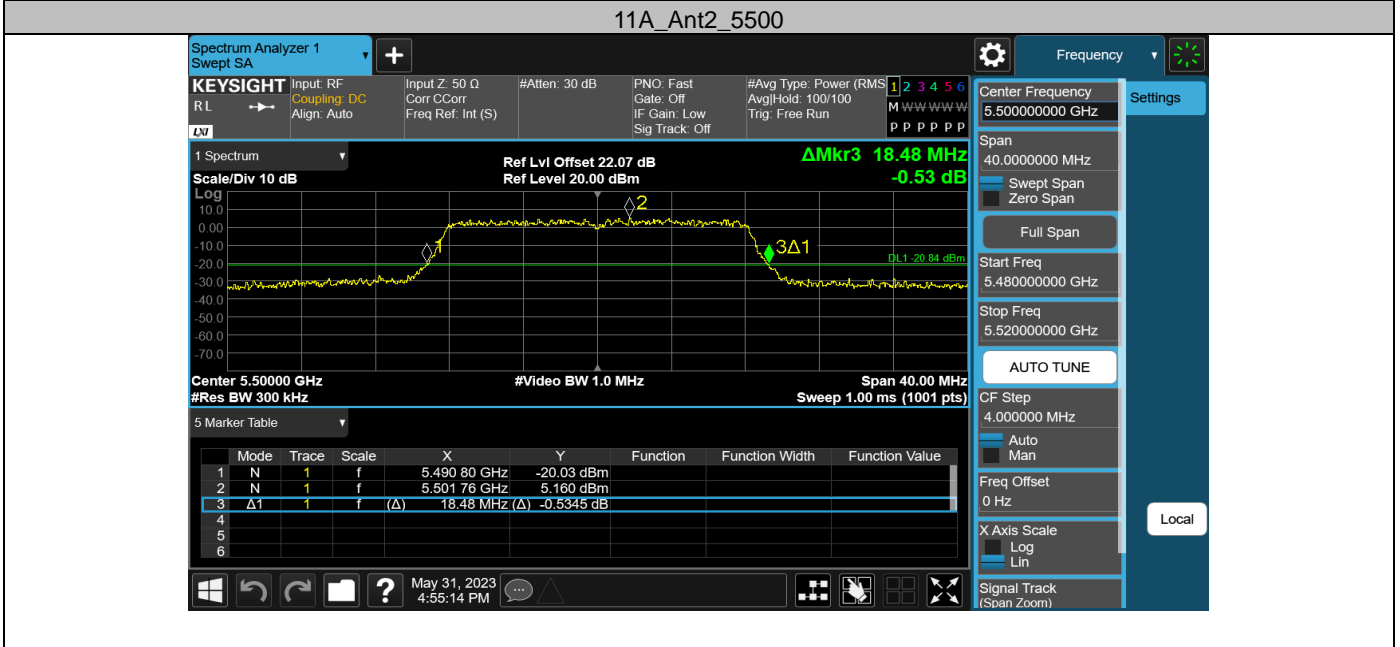 11A_Ant2_5500
Spectrum Analyzer 1
Swept SA
+
Frequency
KEYSIGHT
R L
LXI
Input: RF
Coupling: DC
Align: Auto
Input Z: 50 Ω
Corr CCorr
Freq Ref: Int (S)
#Atten: 30 dB
PNO: Fast
Gate: Off
IF Gain: Low
Sig Track: Off
#Avg Type: Power (RMS
Avg|Hold: 100/100
Trig: Free Run
1 2 3 4 5 6
M W W W W W
P P P P P P
1 Spectrum
Scale/Div 10 dB
Ref Lvl Offset 22.07 dB
Ref Level 20.00 dBm
ΔMkr3 18.48 MHz
-0.53 dB
Log
10.0
0.00
-10.0
-20.0
-30.0
-40.0
-50.0
-60.0
-70.0
1
2
3Δ1
DL1 -20.84 dBm
Center 5.50000 GHz
#Video BW 1.0 MHz
Span 40.00 MHz
#Res BW 300 kHz
Sweep 1.00 ms (1001 pts)
5 Marker Table
Mode Trace Scale X Y Function Function Width Function Value
1 N 1 f 5.490 80 GHz -20.03 dBm
2 N 1 f 5.501 76 GHz 5.160 dBm
3 Δ1 1 f (Δ) 18.48 MHz (Δ) -0.5345 dB
4
5
6
?
May 31, 2023
4:55:14 PM
Center Frequency
5.500000000 GHz
Span
40.0000000 MHz
Swept Span
Zero Span
Full Span
Start Freq
5.480000000 GHz
Stop Freq
5.520000000 GHz
AUTO TUNE
CF Step
4.000000 MHz
Auto
Man
Freq Offset
0 Hz
X Axis Scale
Log
Lin
Signal Track
(Span Zoom)
Settings
Local